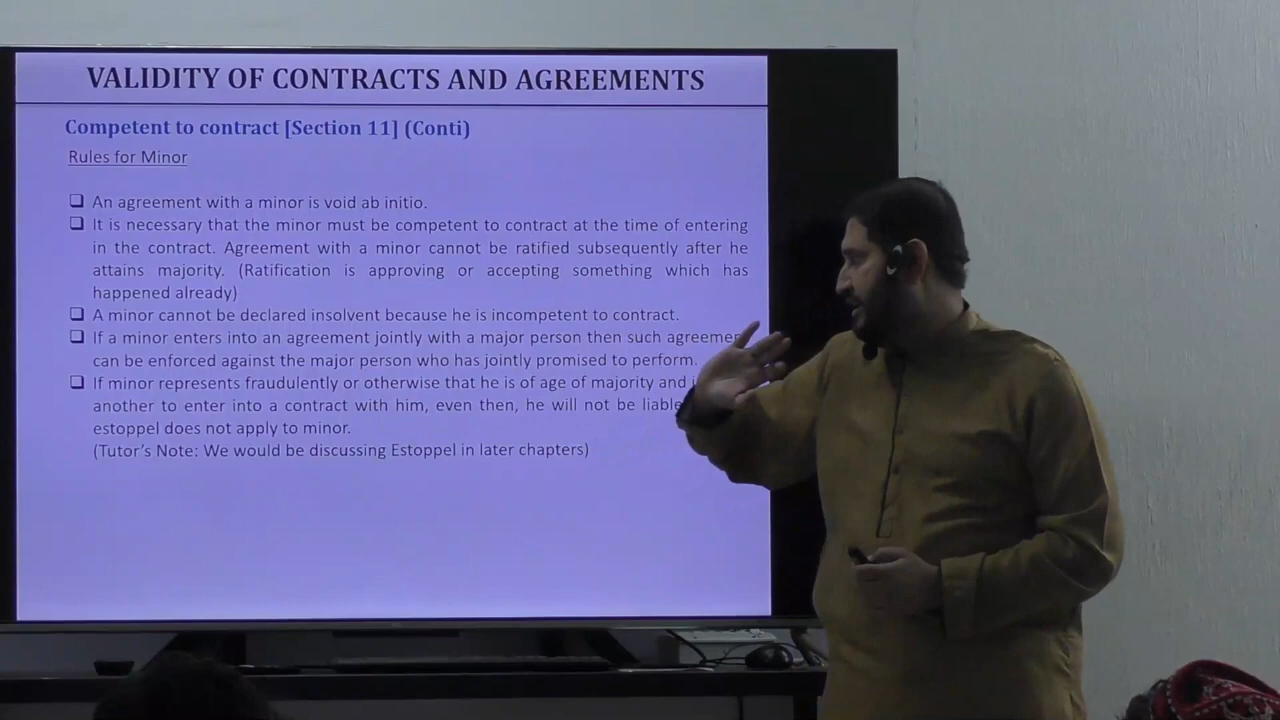 VALIDITY OF CONTRACTS AND AGREEMENTS
Competent to contract [Section 11] (Conti)
Rules for Minor
❑ An agreement with a minor is void ab initio.
❑ It is necessary that the minor must be competent to contract at the time of entering
in the contract. Agreement with a minor cannot be ratified subsequently after he
attains majority. (Ratification is approving or accepting something which has
happened already)
❑ A minor cannot be declared insolvent because he is incompetent to contract.
❑ If a minor enters into an agreement jointly with a major person then such
can be enforced against the major person who has jointly promised to perform.
❑ If minor represents fraudulently or otherwise that he is of age of majority and
another to enter into a contract with him, even then, he will not be liable
estoppel does not apply to minor.
(Tutor's Note: We would be discussing Estoppel in later chapters)